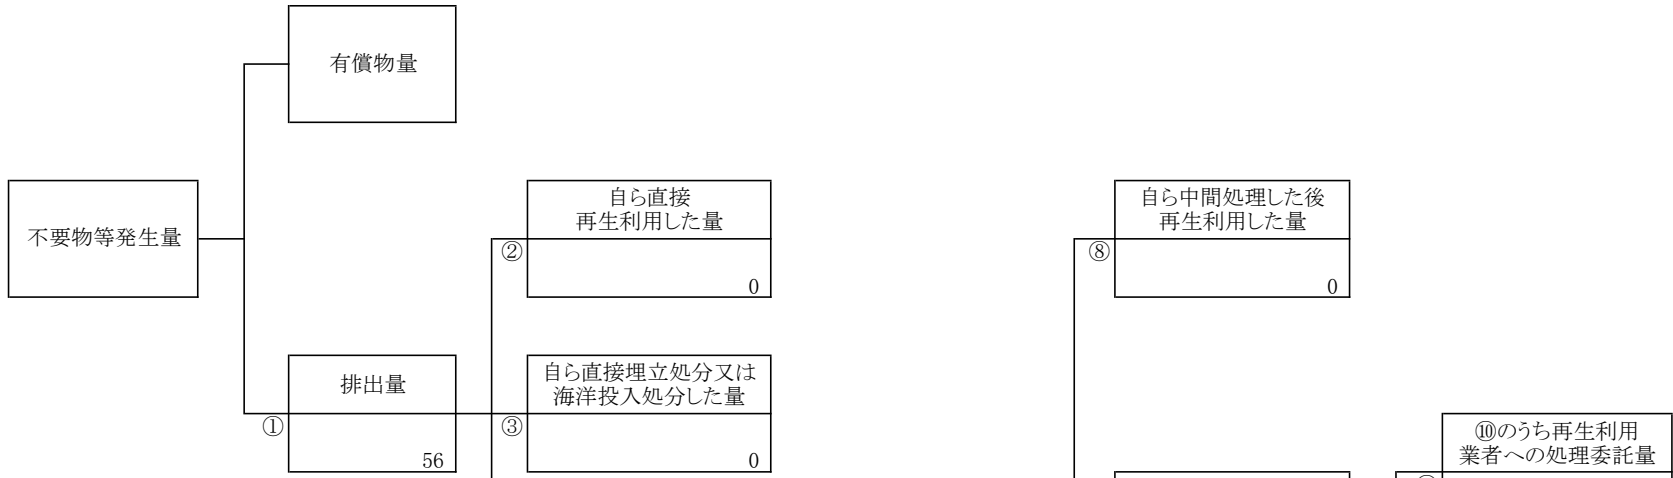 有償物量
不要物等発生量
自ら直接
再生利用した量
②
0
自ら中間処理した後
再生利用した量
⑧
0
排出量
①
56
自ら直接埋立処分又は
海洋投入処分した量
③
0
⑩のうち再生利用
業者への処理委託量